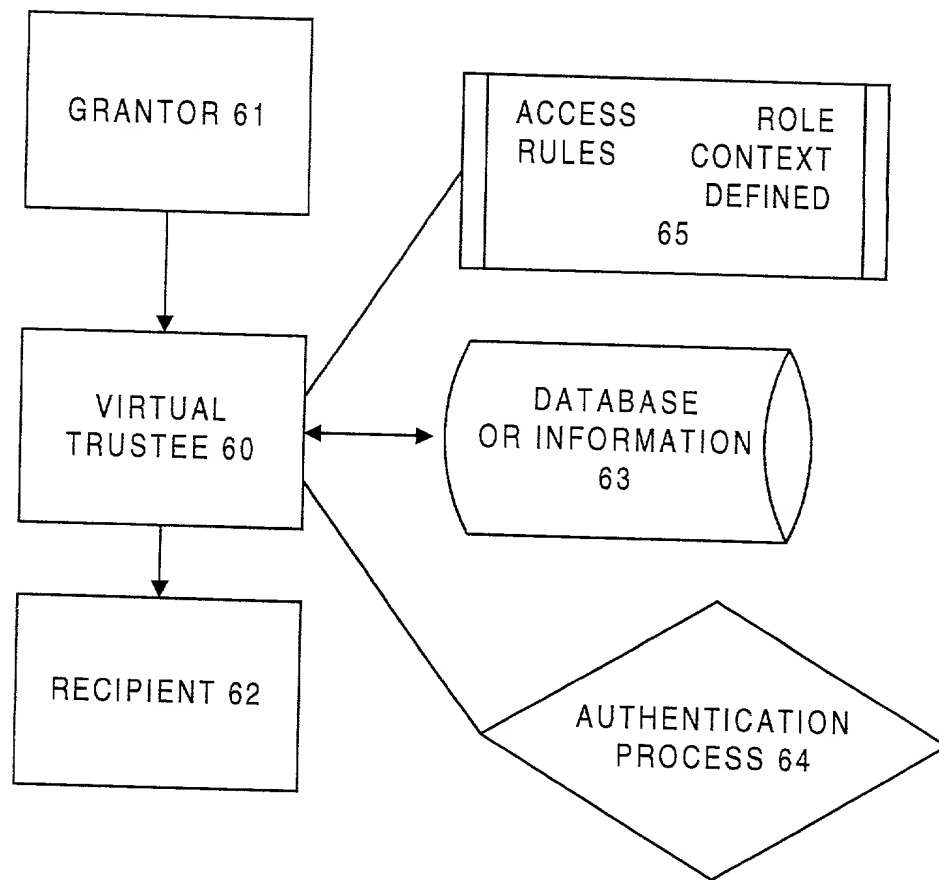 GRANTOR 61
ACCESS ROLE
RULES CONTEXT
DEFINED
65
VIRTUAL
TRUSTEE 60
DATABASE
OR INFORMATION
63
RECIPIENT 62
AUTHENTICATION
PROCESS 64